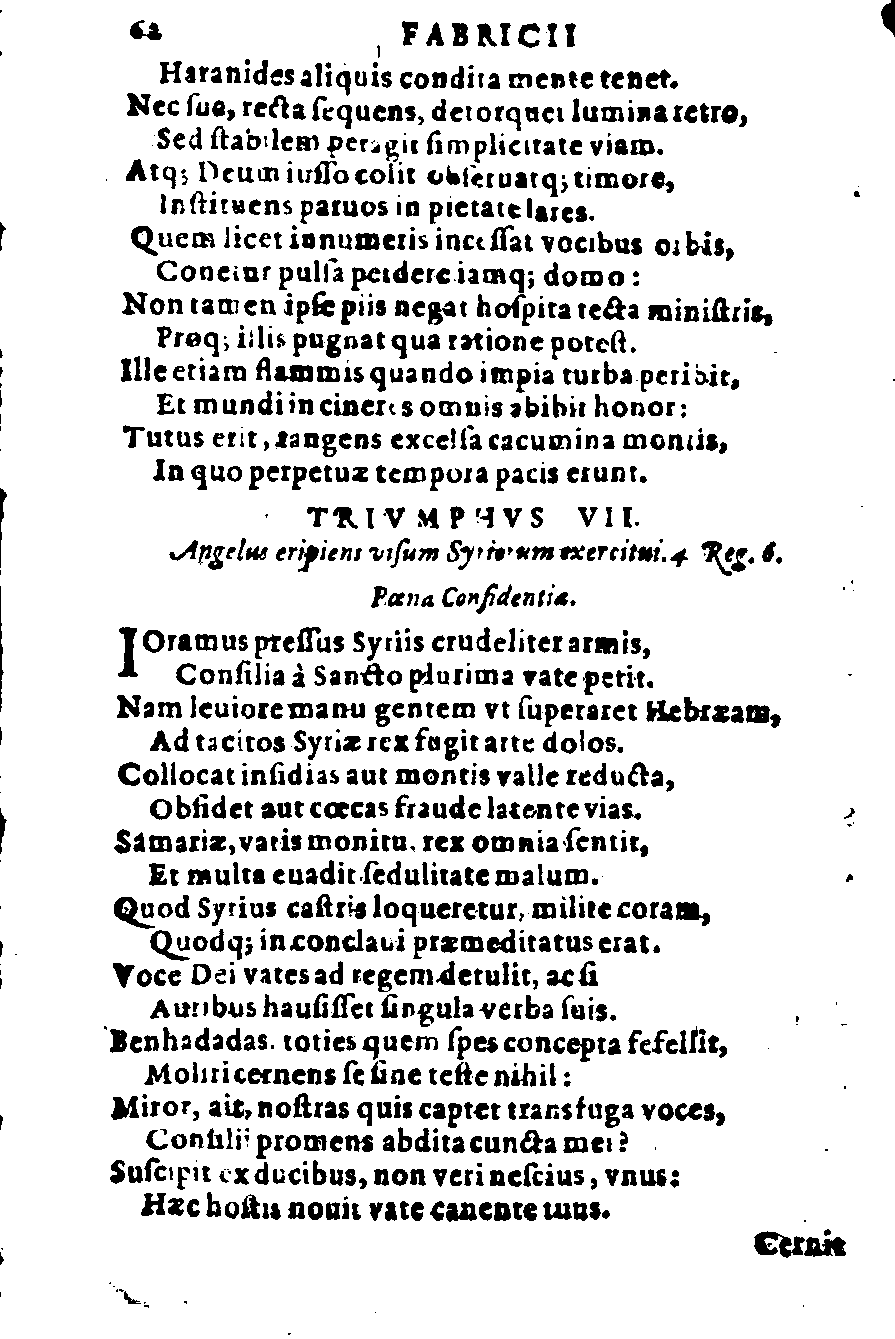 62 FABRICII
Haranides aliquis condita mente tenet.
Nec ſuo, recta ſequens, detorquet lumina retro,
Sed ſtabilem peragit ſimplicitate viam.
Atq; Deum iuſſo colit obſeruatq; timore,
Inſtituens paruos in pietate lares.
Quem licet innumeris inceſſat vocibus orbis,
Conetur pulſa perdere iamq; domo:
Non tamen ipſe piis negat hoſpita tecta miniſtris,
Proq; illis pugnat qua ratione poteſt.
Ille etiam flammis quando impia turba peribit,
Et mundi in cineres omnis abibit honor:
Tutus erit, tangens excelſa cacumina montis,
In quo perpetuæ tempora pacis erunt.
TRIVMPHVS VII.
Angelus eripiens viſum Syriorum exercitui. 4 Reg. 6.
Pœna Confidentiæ.
IOramus preſſus Syriis crudeliter armis,
Conſilia à Sancto plurima vate petit.
Nam leuiore manu gentem vt ſuperaret Hebræam,
Ad tacitos Syriæ rex fugit arte dolos.
Collocat inſidias aut montis valle reducta,
Obſidet aut cœcas fraude latente vias.
Samariæ, vatis monitu, rex omnia ſentit,
Et multa euadit ſedulitate malum.
Quod Syrius caſtris loqueretur, milite coram,
Quodq; in conclaui præmeditatus erat.
Voce Dei vates ad regem detulit, ac ſi
Auribus hauſiſſet ſingula verba ſuis.
Benhadadas. toties quem ſpes concepta fefellit,
Moliri cernens ſe ſine teſte nihil:
Miror, ait, noſtras quis captet transfuga voces,
Conſilii promens abdita cuncta mei?
Suſcipit ex ducibus, non veri neſcius, vnus:
Hæc hoſtis nouit vate canente tuus.
Cernit